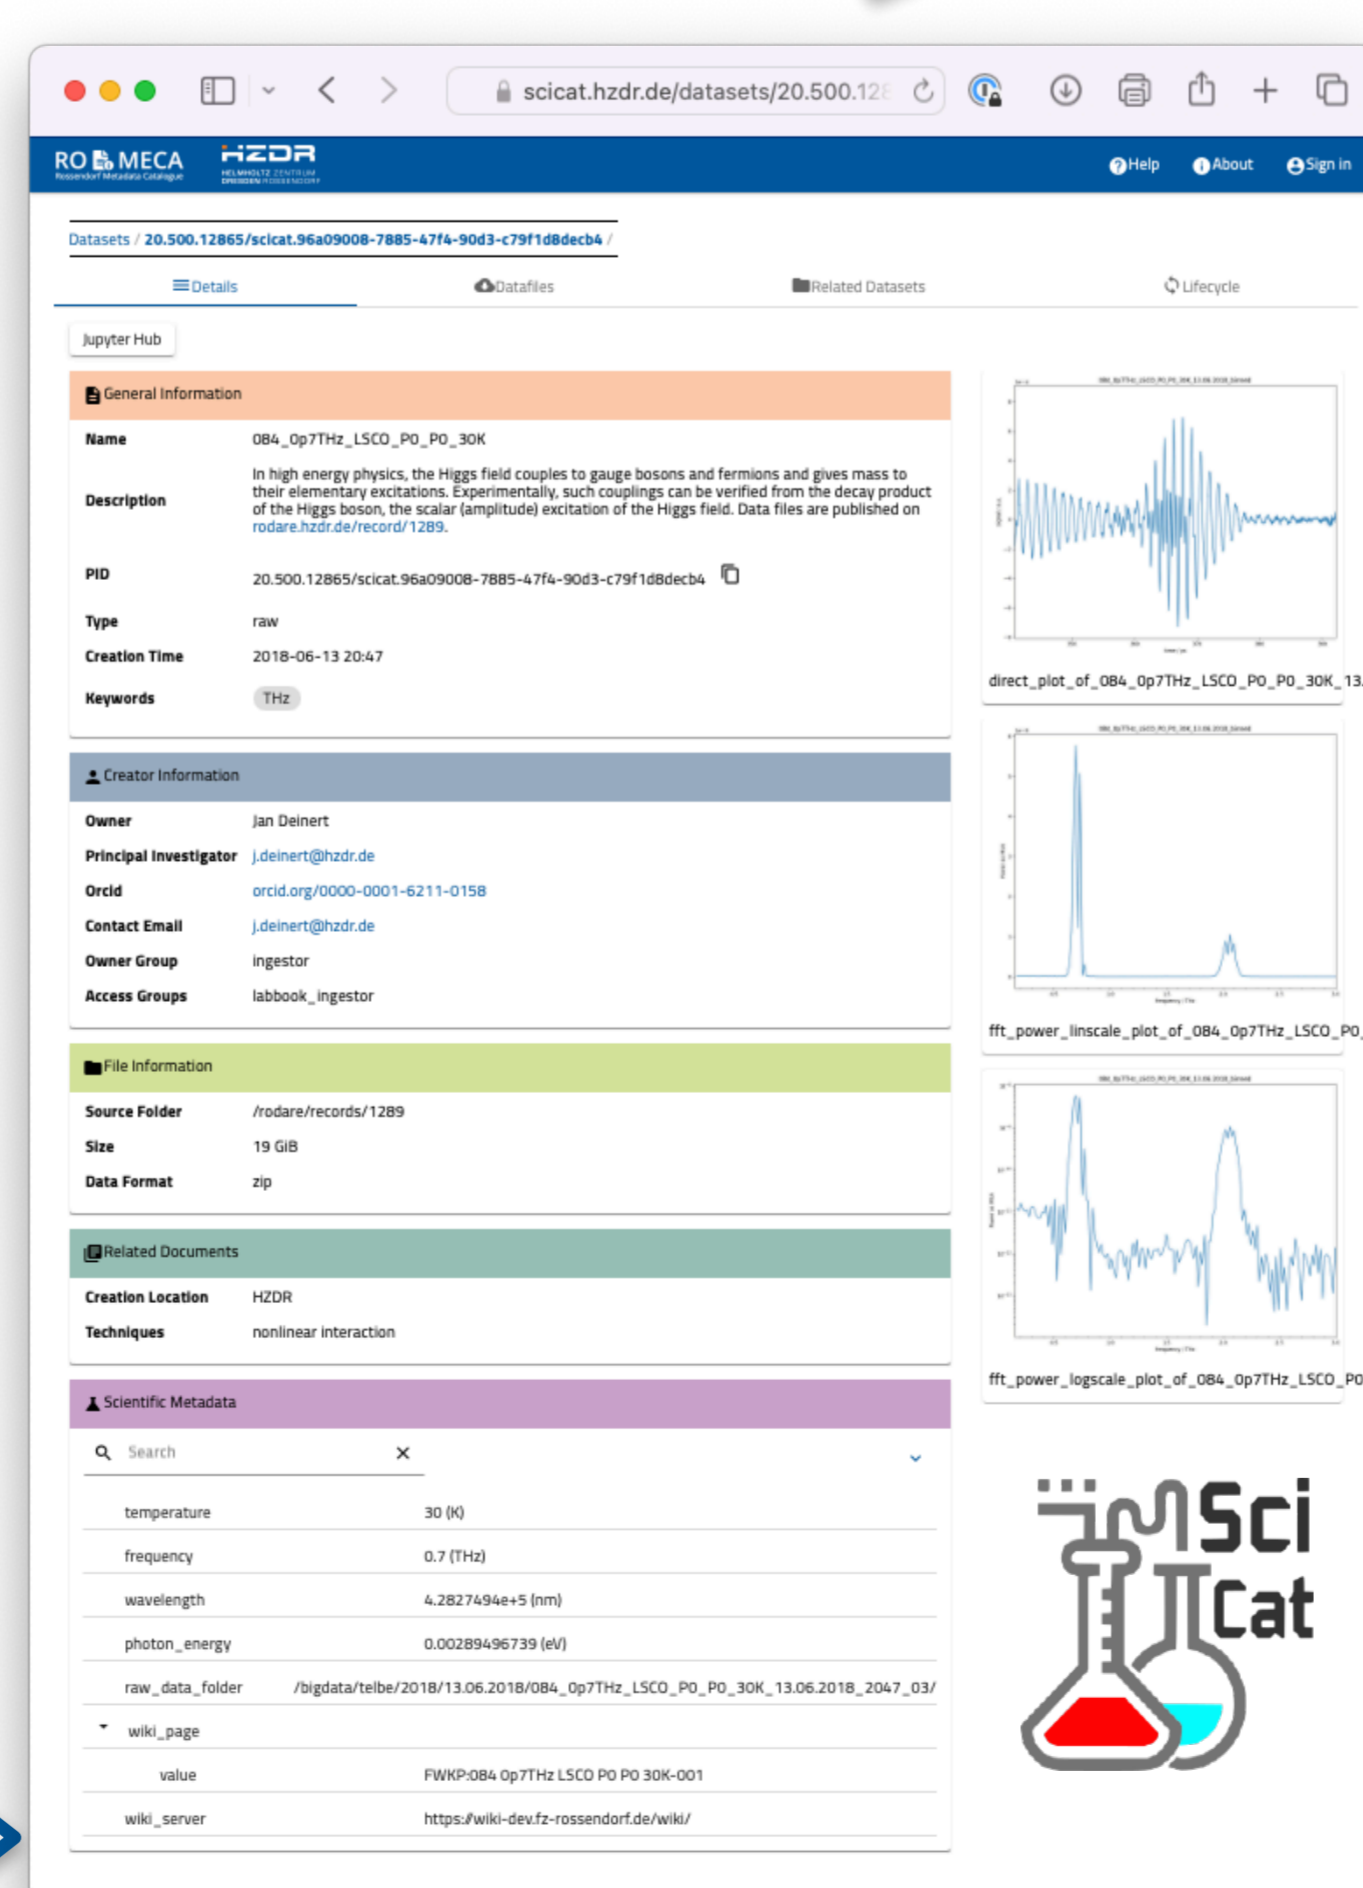 scicat.hzdr.de/datasets/20.500.128
RO MECA
Rossendorf Metadata Catalogue
HZDR
HELMHOLTZ ZENTRUM
DRESDEN ROSSENDORF
Help
About
Sign in
Datasets / 20.500.12865/scicat.96a09008-7885-47f4-90d3-c79f1d8decb4 /
Details
Datafiles
Related Datasets
Lifecycle
Jupyter Hub
General Information
Name 084_0p7THz_LSCO_P0_P0_30K
Description
In high energy physics, the Higgs field couples to gauge bosons and fermions and gives mass to
their elementary excitations. Experimentally, such couplings can be verified from the decay product
of the Higgs boson, the scalar (amplitude) excitation of the Higgs field. Data files are published on
rodare.hzdr.de/record/1289.
PID 20.500.12865/scicat.96a09008-7885-47f4-90d3-c79f1d8decb4
Type raw
Creation Time 2018-06-13 20:47
Keywords THz
Creator Information
Owner Jan Deinert
Principal Investigator j.deinert@hzdr.de
Orcid orcid.org/0000-0001-6211-0158
Contact Email j.deinert@hzdr.de
Owner Group ingestor
Access Groups labbook_ingestor
File Information
Source Folder /rodare/records/1289
Size 19 GiB
Data Format zip
Related Documents
Creation Location HZDR
Techniques nonlinear interaction
Scientific Metadata
Search
temperature 30 (K)
frequency 0.7 (THz)
wavelength 4.2827494e+5 (nm)
photon_energy 0.00289496739 (eV)
raw_data_folder /bigdata/telbe/2018/13.06.2018/084_0p7THz_LSCO_P0_P0_30K_13.06.2018_2047_03/
wiki_page
value FWKP:084 0p7THz LSCO P0 P0 30K-001
wiki_server https://wiki-dev.fz-rossendorf.de/wiki/
direct_plot_of_084_0p7THz_LSCO_P0_P0_30K_13.
fft_power_linscale_plot_of_084_0p7THz_LSCO_P0_
fft_power_logscale_plot_of_084_0p7THz_LSCO_P0
Sci
Cat